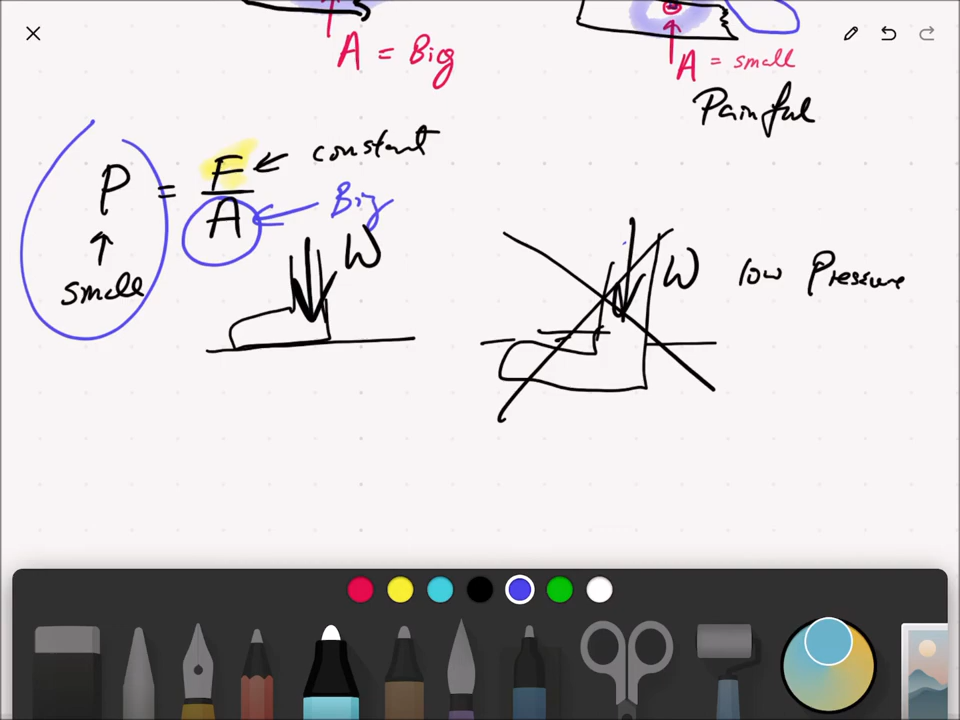 A = Big
A = small
Painful
P = F/A
constant
Big
small
W
W
low Pressure